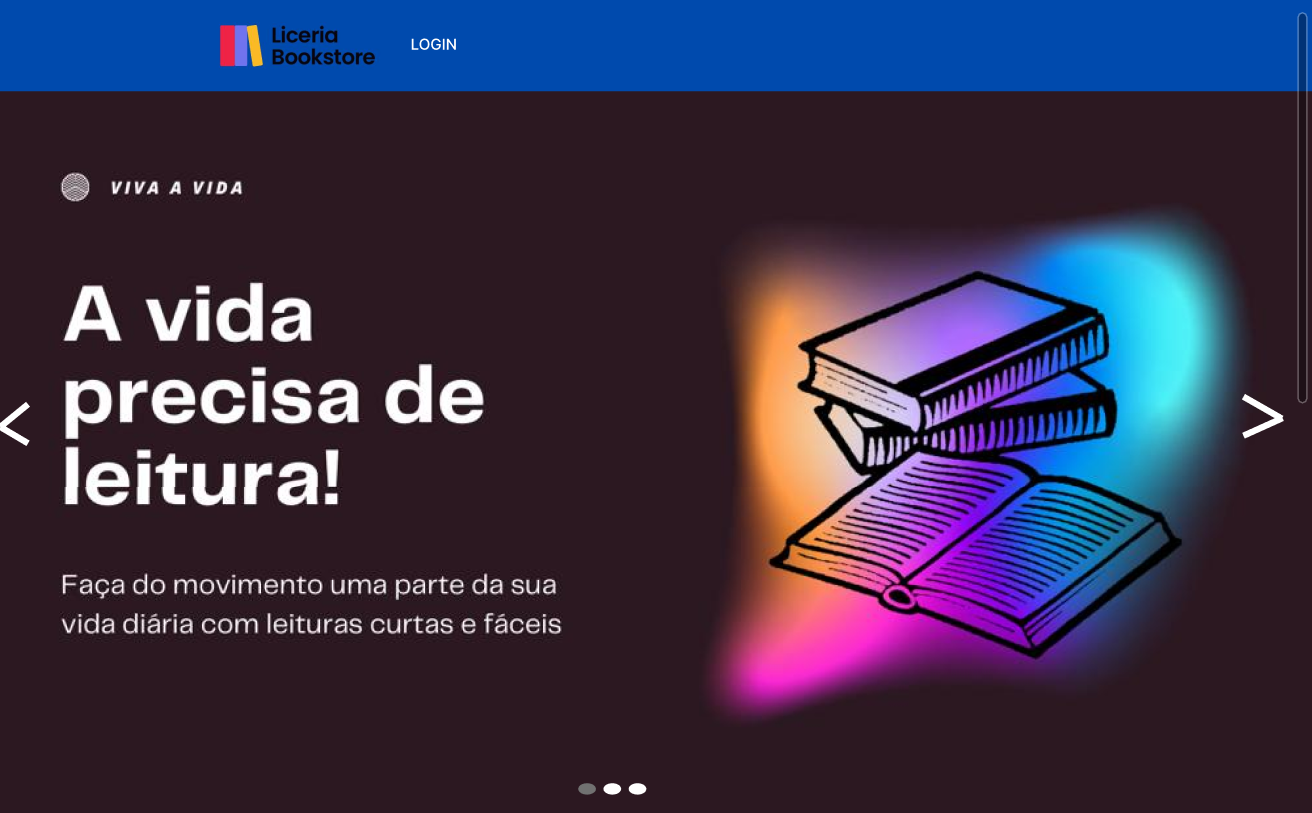 Liceria
Bookstore
LOGIN
VIVA A VIDA
A vida
precisa de
leitura!
Faça do movimento uma parte da sua
vida diária com leituras curtas e fáceis